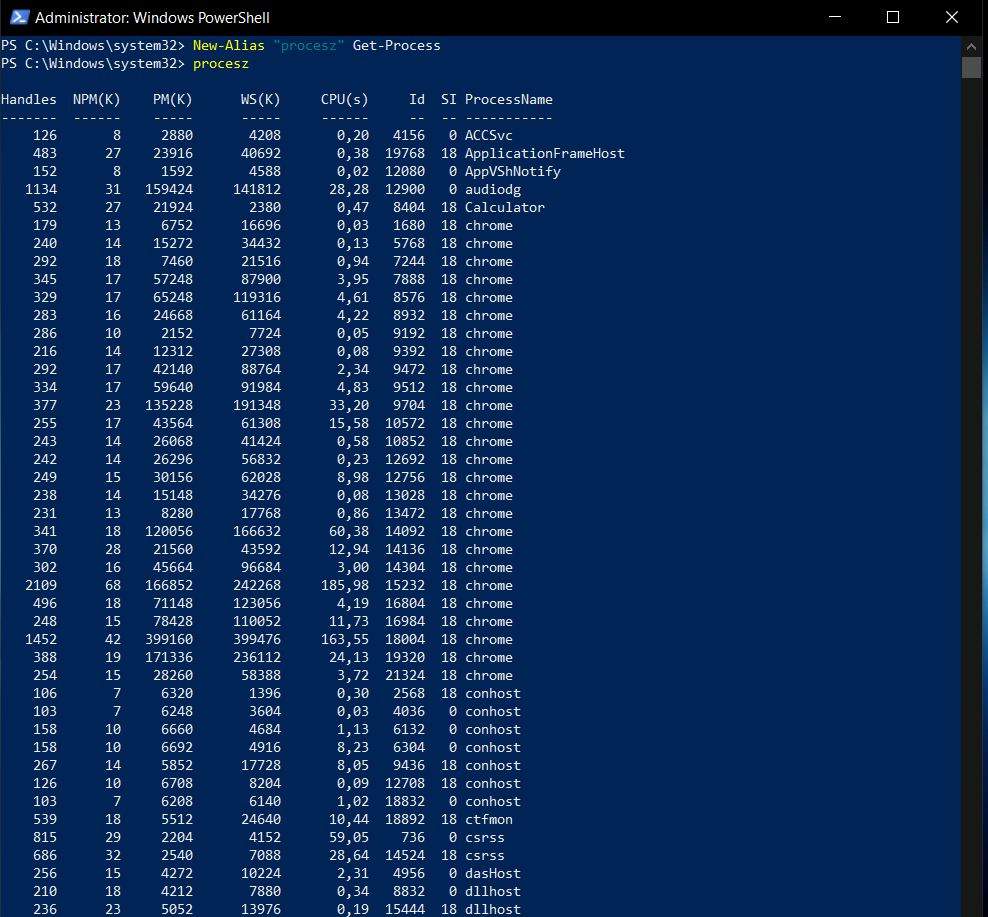 Administrator: Windows PowerShell
PS C:\Windows\system32> New-Alias "procesz" Get-Process
PS C:\Windows\system32> procesz
Handles  NPM(K)    PM(K)      WS(K)     CPU(s)     Id  SI ProcessName
-------  ------    -----      -----     ------     --  -- -----------
    126       8     2880       4208       0,20   4156   0 ACCSvc
    483      27    23916      40692       0,38  19768  18 ApplicationFrameHost
    152       8     1592       4588       0,02  12080   0 AppVShNotify
   1134      31   159424     141812      28,28  12900   0 audiodg
    532      27    21924       2380       0,47   8404  18 Calculator
    179      13     6752      16696       0,03   1680  18 chrome
    240      14    15272      34432       0,13   5768  18 chrome
    292      18     7460      21516       0,94   7244  18 chrome
    345      17    57248      87900       3,95   7888  18 chrome
    329      17    65248     119316       4,61   8576  18 chrome
    283      16    24668      61164       4,22   8932  18 chrome
    286      10     2152       7724       0,05   9192  18 chrome
    216      14    12312      27308       0,08   9392  18 chrome
    292      17    42140      88764       2,34   9472  18 chrome
    334      17    59640      91984       4,83   9512  18 chrome
    377      23   135228     191348      33,20   9704  18 chrome
    255      17    43564      61308      15,58  10572  18 chrome
    243      14    26068      41424       0,58  10852  18 chrome
    242      14    26296      56832       0,23  12692  18 chrome
    249      15    30156      62028       8,98  12756  18 chrome
    238      14    15148      34276       0,08  13028  18 chrome
    231      13     8280      17768       0,86  13472  18 chrome
    341      18   120056     166632      60,38  14092  18 chrome
    370      28    21560      43592      12,94  14136  18 chrome
    302      16    45664      96684       3,00  14304  18 chrome
   2109      68   166852     242268     185,98  15232  18 chrome
    496      18    71148     123056       4,19  16804  18 chrome
    248      15    78428     110052      11,73  16984  18 chrome
   1452      42   399160     399476     163,55  18004  18 chrome
    388      19   171336     236112      24,13  19320  18 chrome
    254      15    28260      58388       3,72  21324  18 chrome
    106       7     6320       1396       0,30   2568  18 conhost
    103       7     6248       3604       0,03   4036   0 conhost
    158      10     6660       4684       1,13   6132   0 conhost
    158      10     6692       4916       8,23   6304   0 conhost
    267      14     5852      17728       8,05   9436  18 conhost
    126      10     6708       8204       0,09  12708  18 conhost
    103       7     6208       6140       1,02  18832   0 conhost
    539      18     5512      24640      10,44  18892  18 ctfmon
    815      29     2204       4152      59,05    736   0 csrss
    686      32     2540       7088      28,64  14524  18 csrss
    256      15     4272      10224       2,31   4956   0 dasHost
    210      18     4212       7880       0,34   8832   0 dllhost
    236      23     5052      13976       0,19  15444  18 dllhost